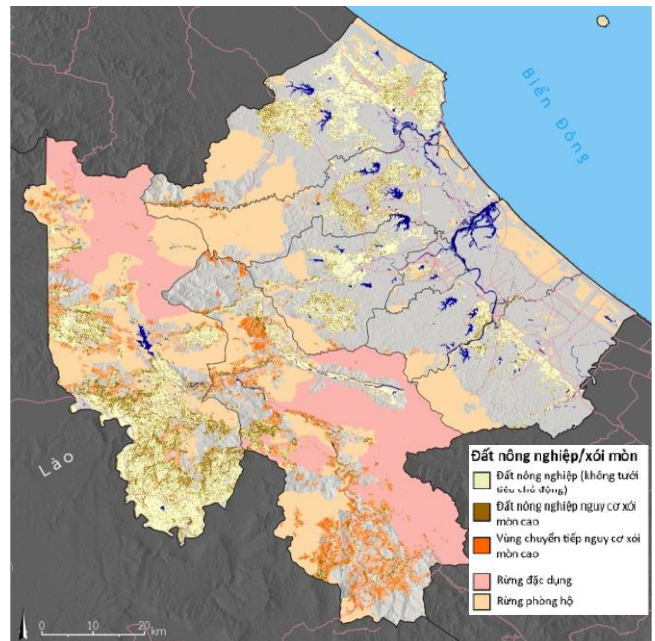 Biển Đông
Lào
Đất nông nghiệp/xói mòn
Đất nông nghiệp (không tưới
tiêu chủ động)
Đất nông nghiệp nguy cơ xói
mòn cao
Vùng chuyển tiếp nguy cơ xói
mòn cao
Rừng đặc dụng
Rừng phòng hộ
0 10 20
km